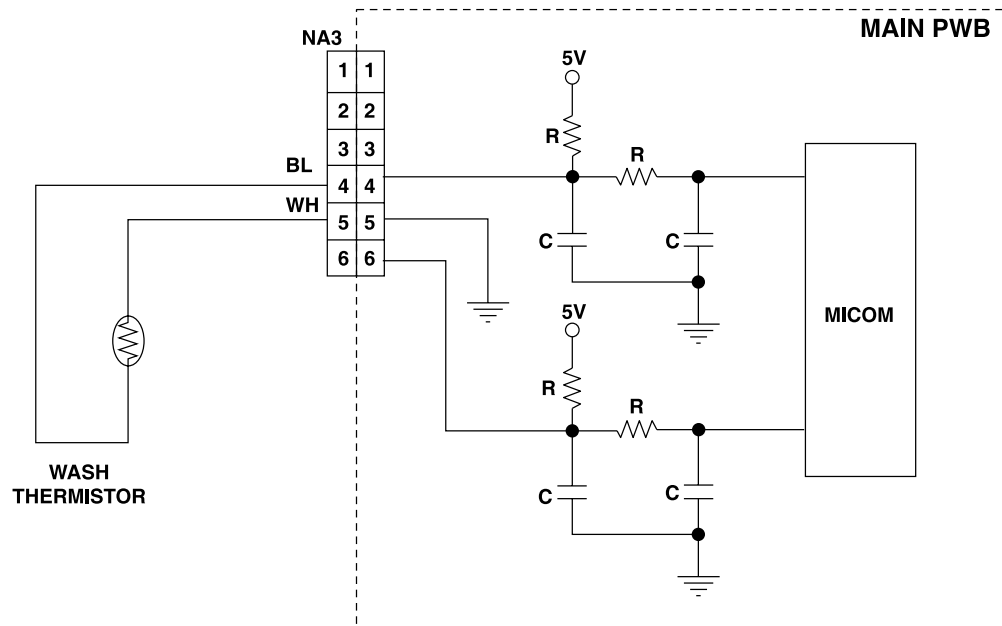 MAIN PWB
NA3
5V
1 1
2 2
R
3 3
R
BL
4 4
WH
5 5
C C
6 6
5V
MICOM
R
R
WASH
THERMISTOR
C C